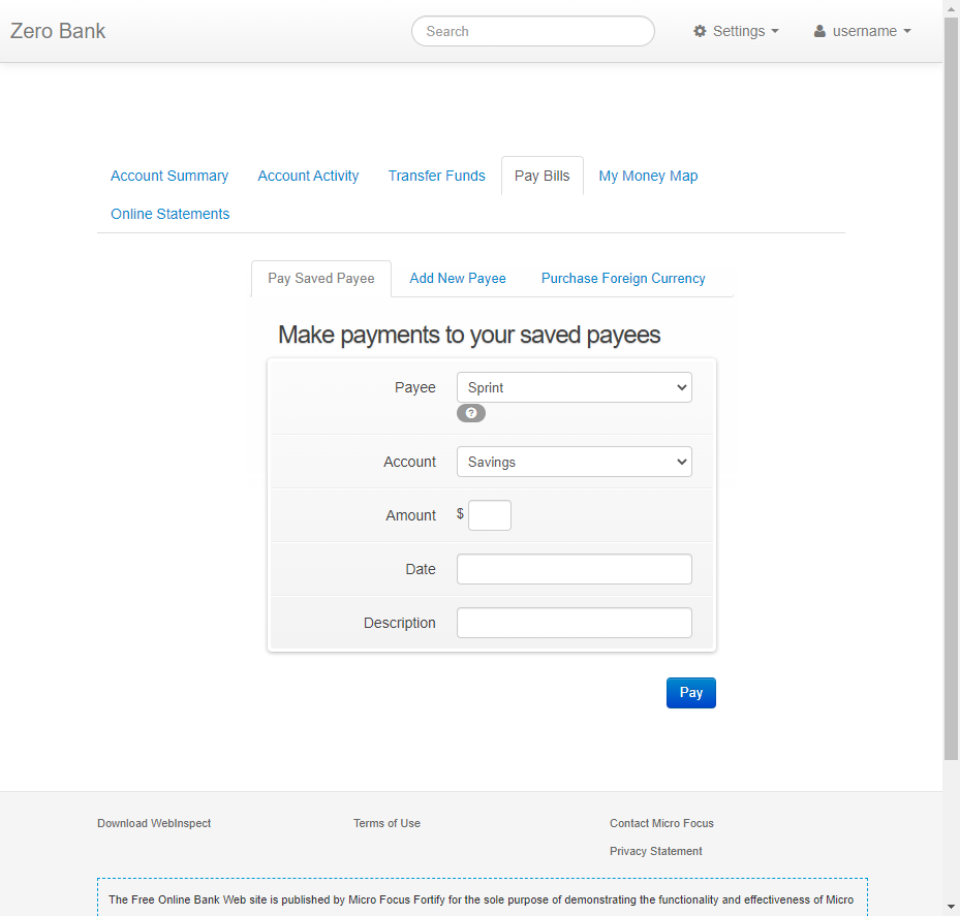 Zero Bank
Search
Settings
username
Account Summary
Account Activity
Transfer Funds
Pay Bills
My Money Map
Online Statements
Pay Saved Payee
Add New Payee
Purchase Foreign Currency
Make payments to your saved payees
Payee
Sprint
?
Account
Savings
Amount
$
Date
Description
Pay
Download WebInspect
Terms of Use
Contact Micro Focus
Privacy Statement
The Free Online Bank Web site is published by Micro Focus Fortify for the sole purpose of demonstrating the functionality and effectiveness of Micro